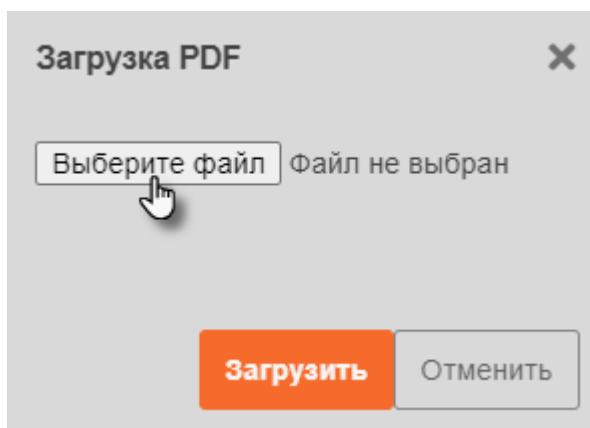 Загрузка PDF
Выберите файл Файл не выбран
Загрузить Отменить